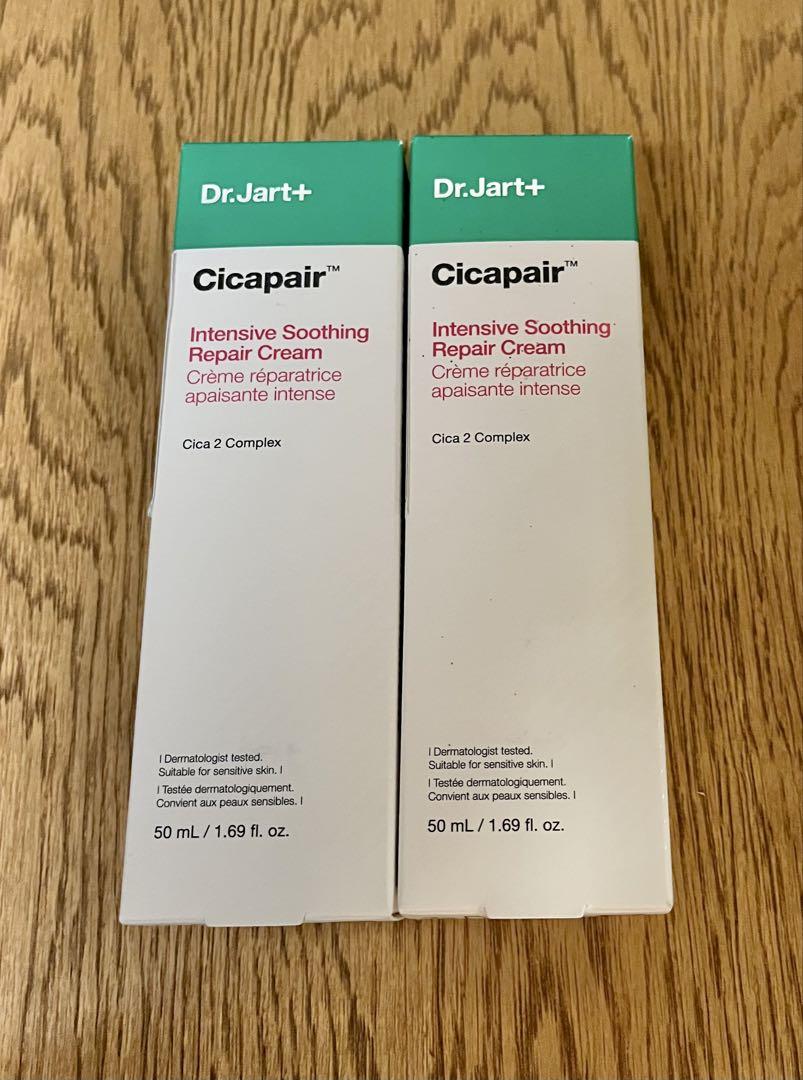 Dr.Jart+
Cicapair™
Intensive Soothing
Repair Cream
Crème réparatrice
apaisante intense
Cica 2 Complex
I Dermatologist tested.
Suitable for sensitive skin. I
I Testée dermatologiquement.
Convient aux peaux sensibles. I
50 mL / 1.69 fl. oz.
Dr.Jart+
Cicapair™
Intensive Soothing
Repair Cream
Crème réparatrice
apaisante intense
Cica 2 Complex
I Dermatologist tested.
Suitable for sensitive skin. I
I Testée dermatologiquement.
Convient aux peaux sensibles. I
50 mL / 1.69 fl. oz.